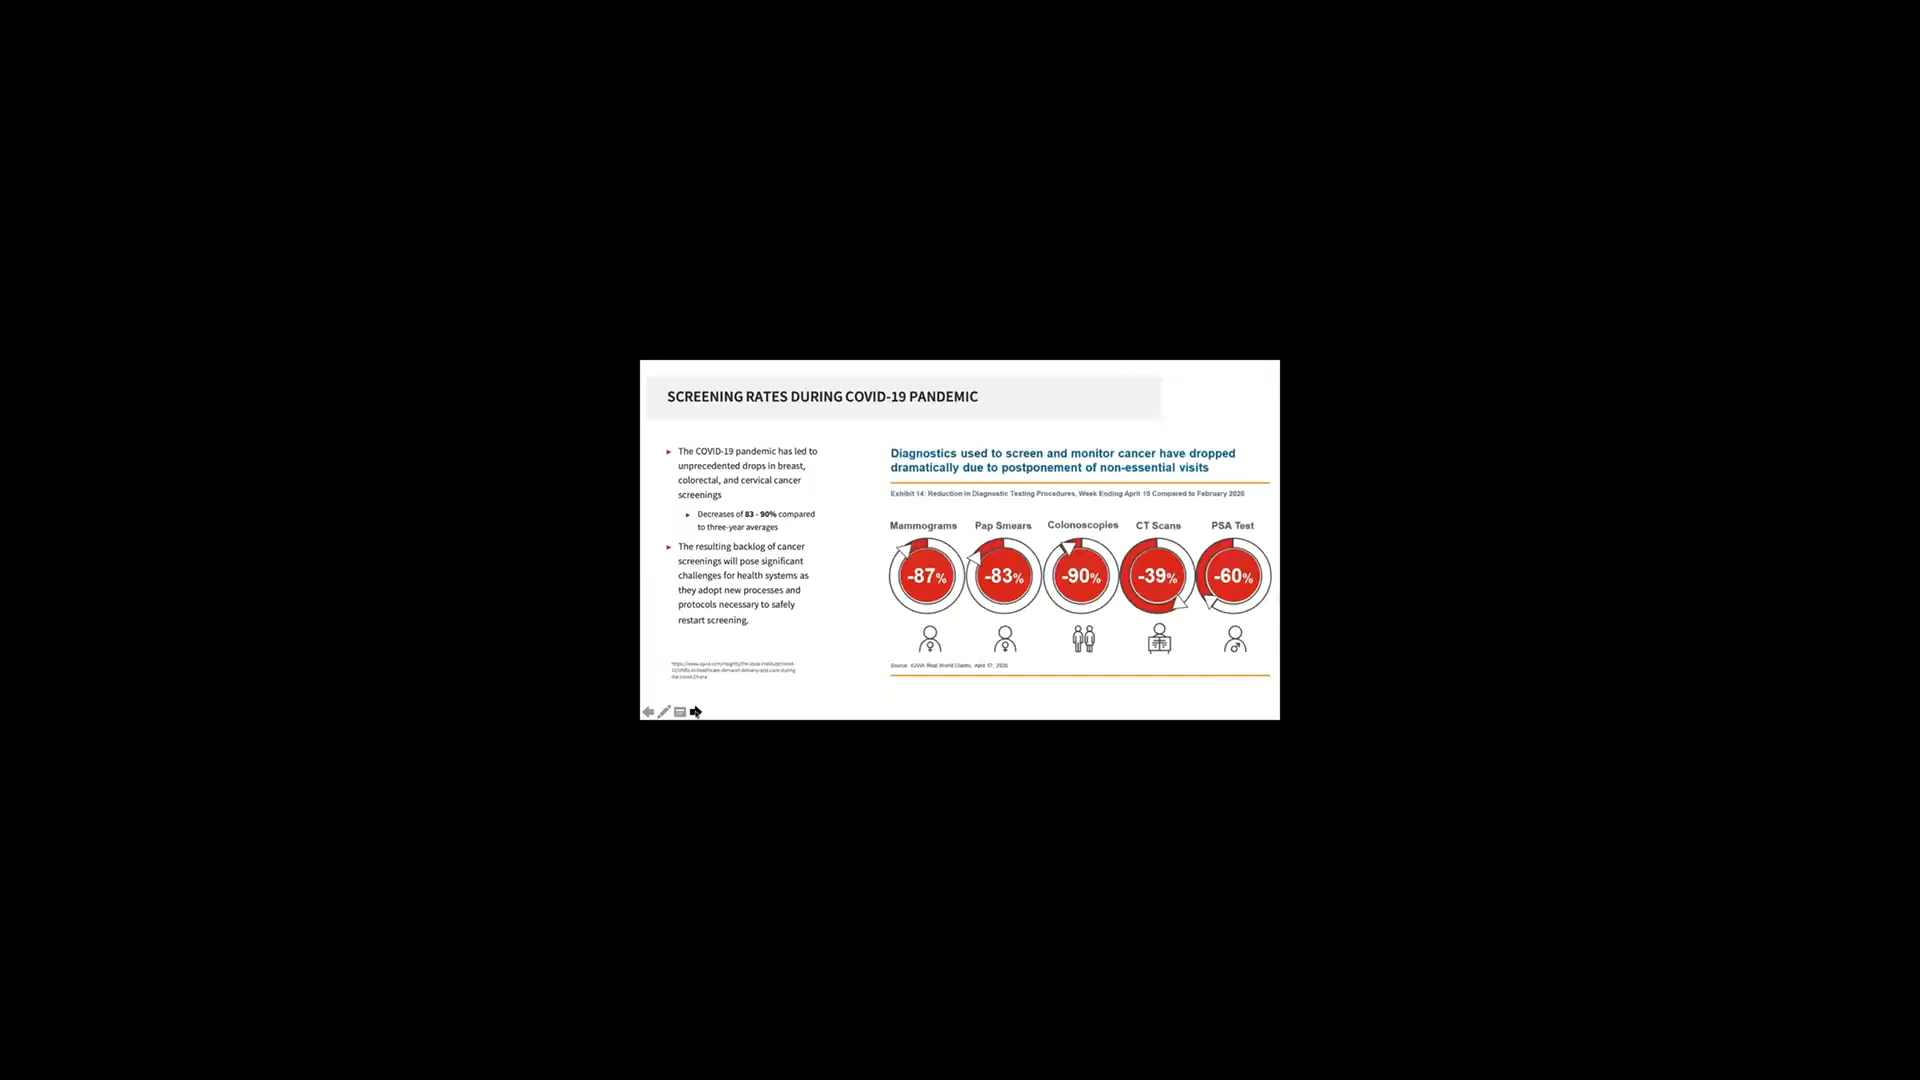 SCREENING RATES DURING COVID-19 PANDEMIC
The COVID-19 pandemic has led to
unprecedented drops in breast,
colorectal, and cervical cancer
screenings
Decreases of 83 - 90% compared
to three-year averages
The resulting backlog of cancer
screenings will pose significant
challenges for health systems as
they adopt new processes and
protocols necessary to safely
restart screening.
Diagnostics used to screen and monitor cancer have dropped
dramatically due to postponement of non-essential visits
Exhibit 14: Reduction in Diagnostic Testing Procedures, Week Ending April 10 Compared to February 2020
Mammograms Pap Smears Colonoscopies CT Scans PSA Test
-87% -83% -90% -39% -60%
Source: IQVIA Real World Claims, April 17, 2020